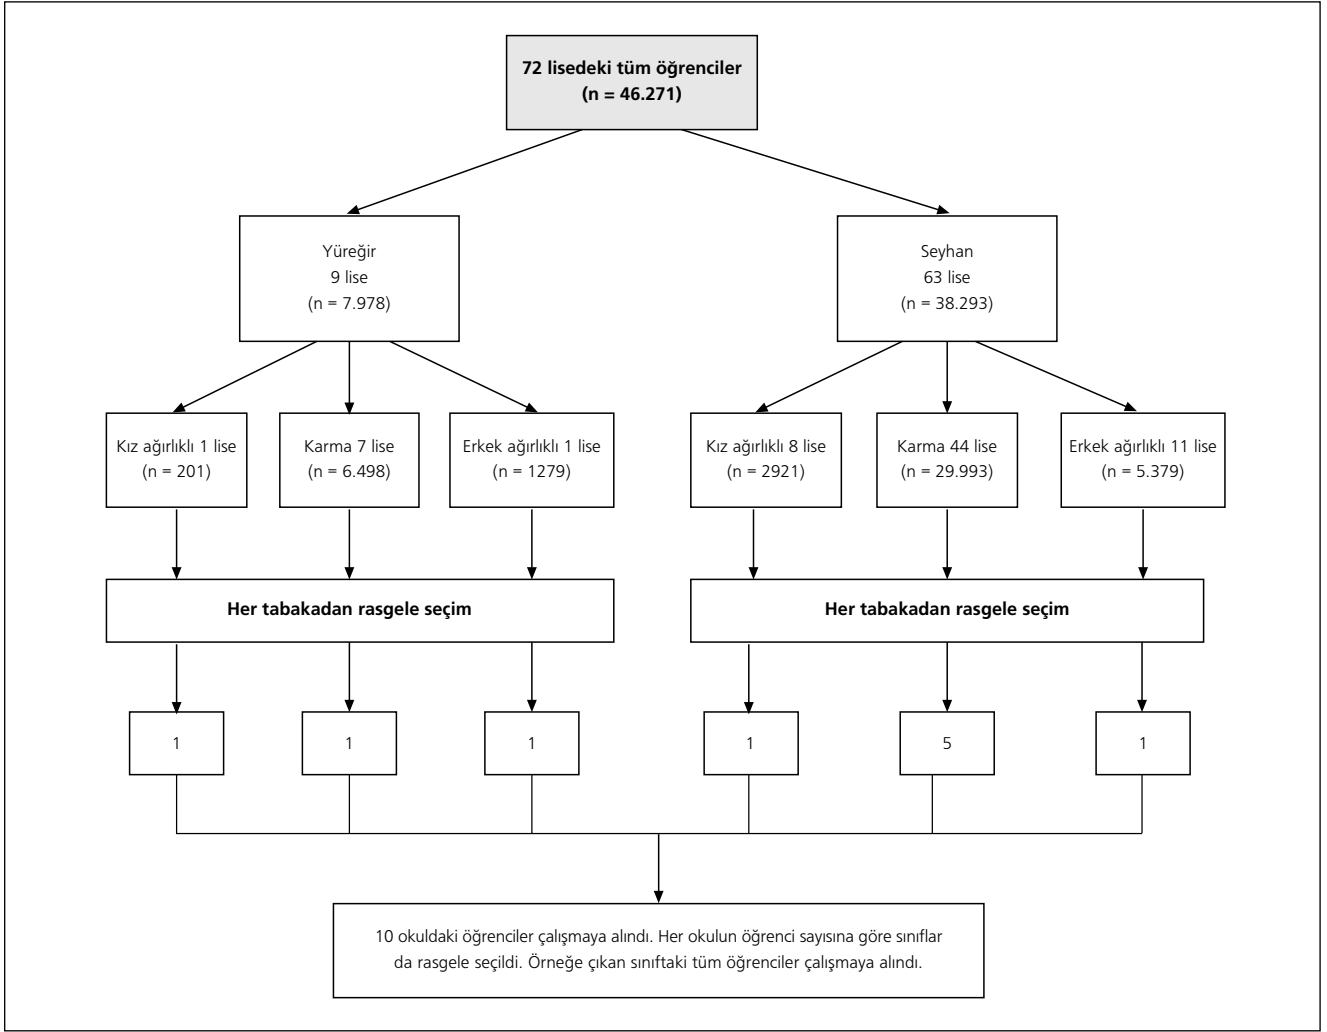 72 lisedeki tüm öğrenciler
(n = 46.271)
Yüreğir
9 lise
(n = 7.978)
Seyhan
63 lise
(n = 38.293)
Kız ağırlıklı 1 lise
(n = 201)
Karma 7 lise
(n = 6.498)
Erkek ağırlıklı 1 lise
(n = 1279)
Kız ağırlıklı 8 lise
(n = 2921)
Karma 44 lise
(n = 29.993)
Erkek ağırlıklı 11 lise
(n = 5.379)
Her tabakadan rasgele seçim
Her tabakadan rasgele seçim
1
1
1
1
5
1
10 okuldaki öğrenciler çalışmaya alındı. Her okulun öğrenci sayısına göre sınıflar
da rasgele seçildi. Örneğe çıkan sınıftaki tüm öğrenciler çalışmaya alındı.